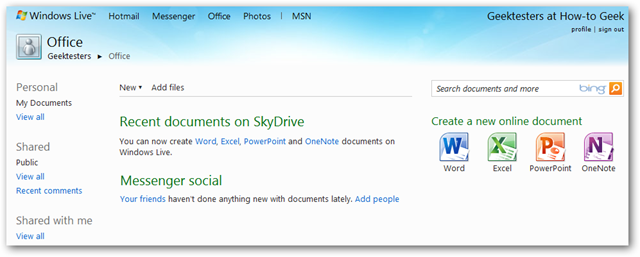 Windows Live™ Hotmail Messenger Office Photos | MSN
Geektesters at How-to Geek
profile | sign out
Office
Geektesters ► Office
Personal
My Documents
View all
Shared
Public
View all
Recent comments
Shared with me
View all
New ▾ Add files
Recent documents on SkyDrive
You can now create Word, Excel, PowerPoint and OneNote documents on
Windows Live.
Messenger social
Your friends haven't done anything new with documents lately. Add people
Search documents and more bing
Create a new online document
Word Excel PowerPoint OneNote